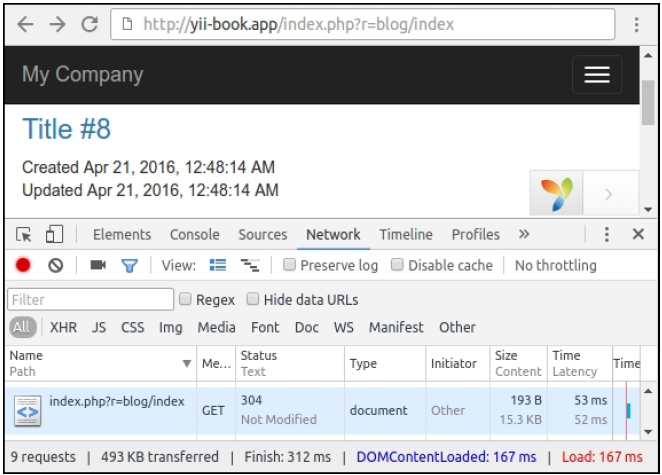 http://yii-book.app/index.php?r=blog/index
My Company
Title #8
Created Apr 21, 2016, 12:48:14 AM
Updated Apr 21, 2016, 12:48:14 AM
Elements Console Sources Network Timeline Profiles »
View: Preserve log Disable cache No throttling
Filter Regex Hide data URLs
All XHR JS CSS Img Media Font Doc WS Manifest Other
Name Me... Status Type Initiator Size Time Time
Path Text Content Latency
index.php?r=blog/index GET 304 document Other 193 B 53 ms
Not Modified 15.3 KB 52 ms
9 requests | 493 KB transferred | Finish: 312 ms | DOMContentLoaded: 167 ms | Load: 167 ms